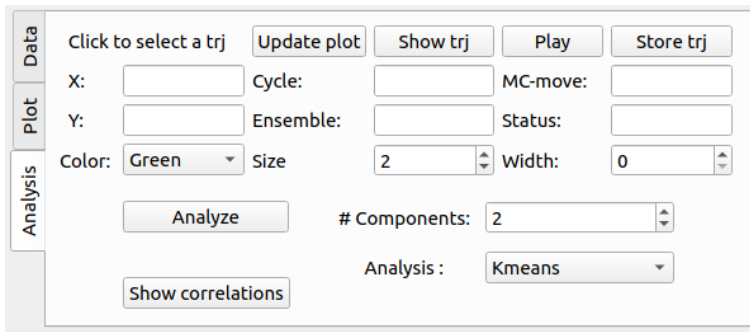 Data
Plot
Analysis
Click to select a trj Update plot Show trj Play Store trj
X: Cycle: MC-move:
Y: Ensemble: Status:
Color: Green Size 2 Width: 0
Analyze # Components: 2
Analysis : Kmeans
Show correlations